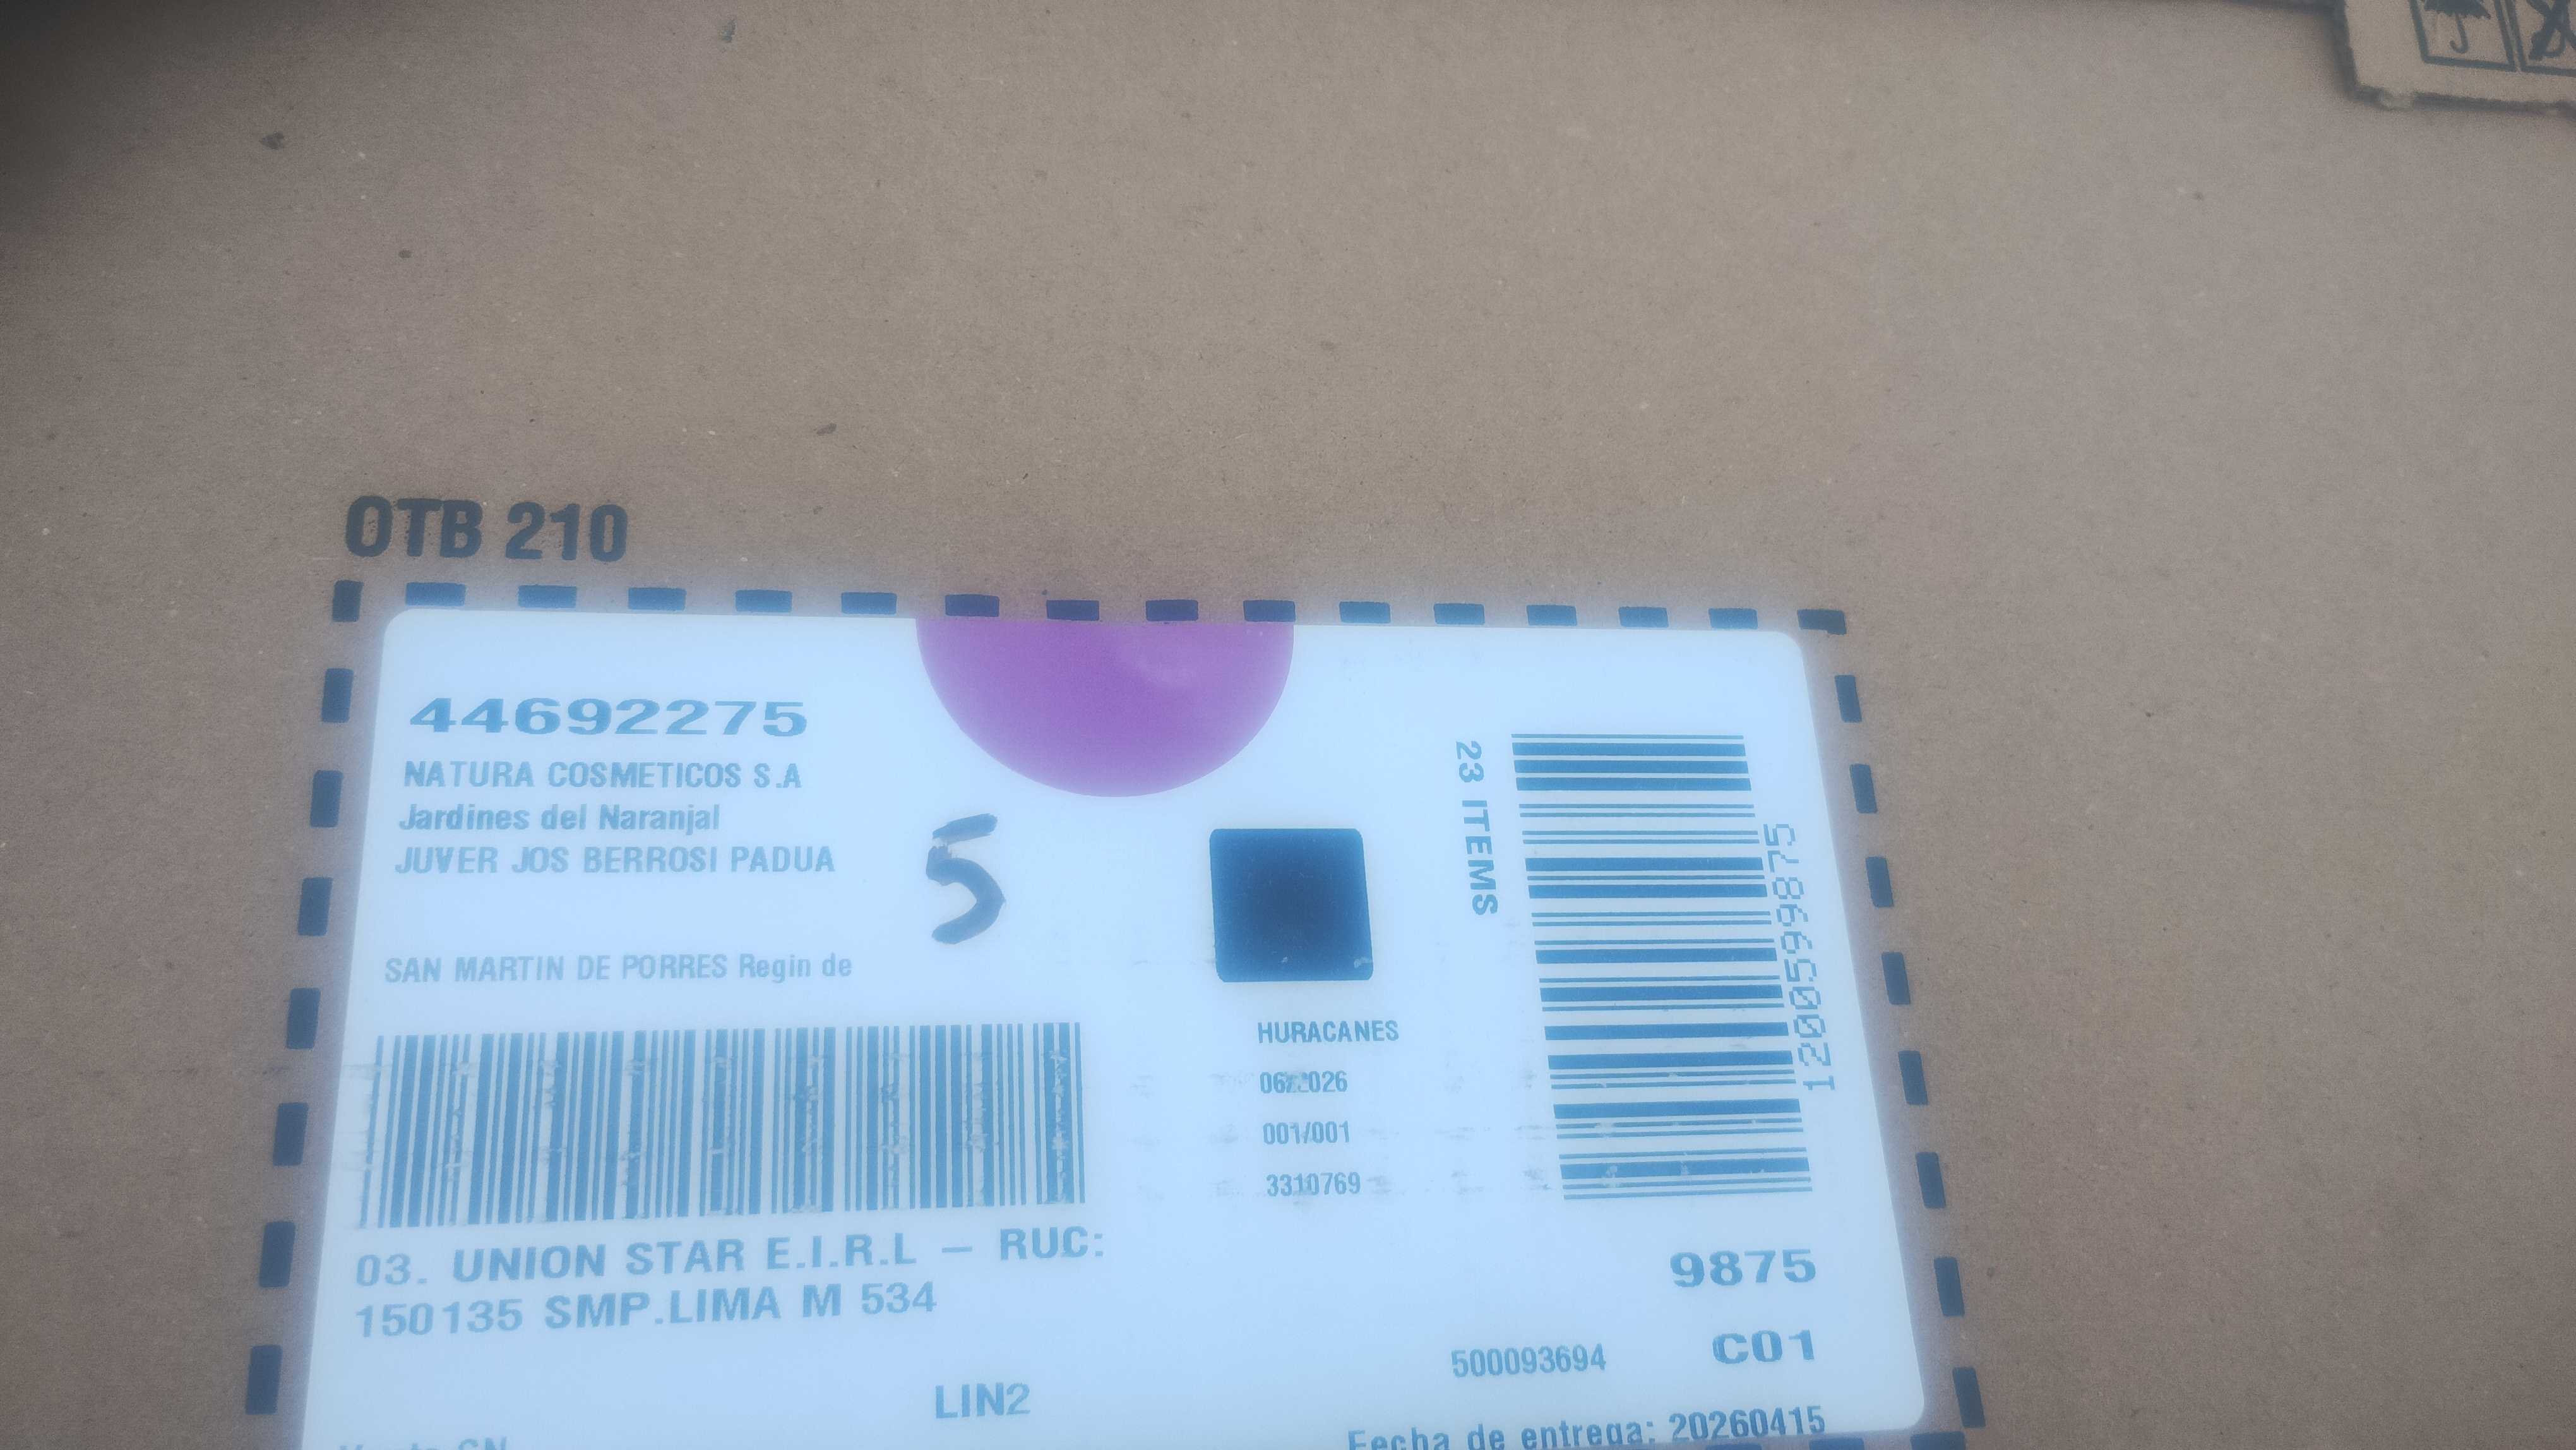 OTB 210
44692275
NATURA COSMETICOS S.A
Jardines del Naranjal
JUVER JOS BERROSI PADUA
5
SAN MARTIN DE PORRES Regin de
23 ITEMS
1200599875
HURACANES
001/001
3310769
03. UNION STAR E.I.R.L – RUC:
150135 SMP.LIMA M 534
9875
C01
500093694
LIN2
Fecha de entrega: 20260415